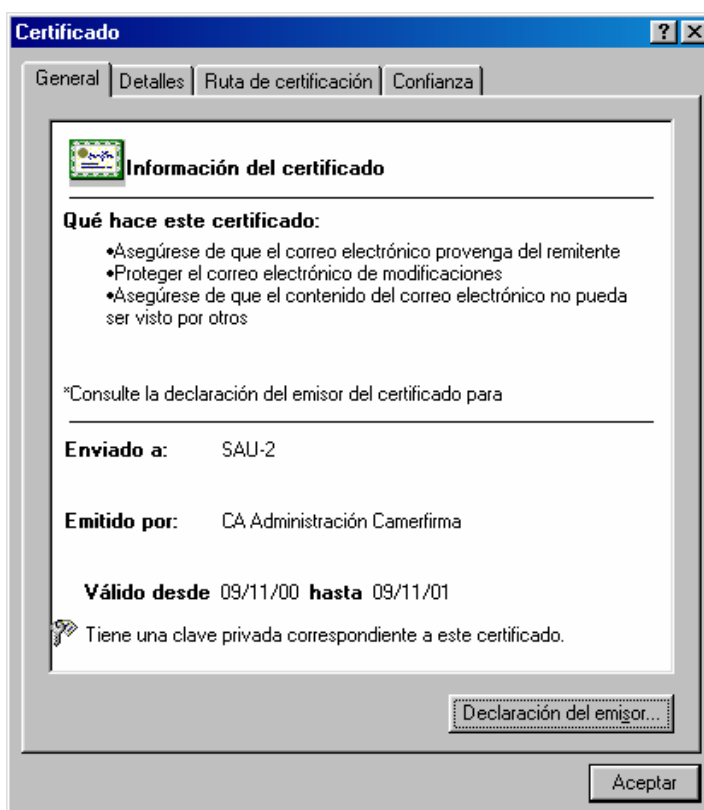 Certificado
General Detalles Ruta de certificación Confianza
Información del certificado
Qué hace este certificado:
•Asegúrese de que el correo electrónico provenga del remitente
•Proteger el correo electrónico de modificaciones
•Asegúrese de que el contenido del correo electrónico no pueda
ser visto por otros
*Consulte la declaración del emisor del certificado para
Enviado a: SAU-2
Emitido por: CA Administración Camerfirma
Válido desde 09/11/00 hasta 09/11/01
Tiene una clave privada correspondiente a este certificado.
Declaración del emisor...
Aceptar